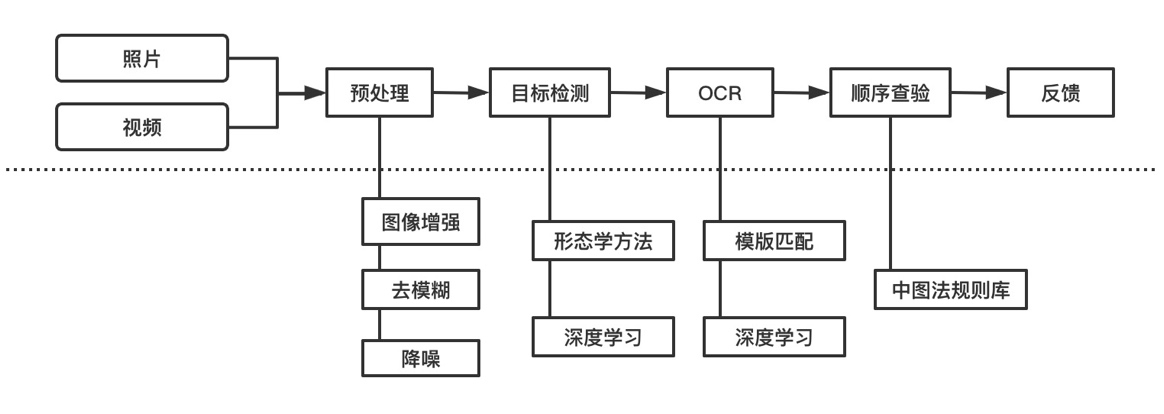 照片
视频
预处理
目标检测
OCR
顺序查验
反馈
图像增强
去模糊
降噪
形态学方法
深度学习
模版匹配
深度学习
中图法规则库